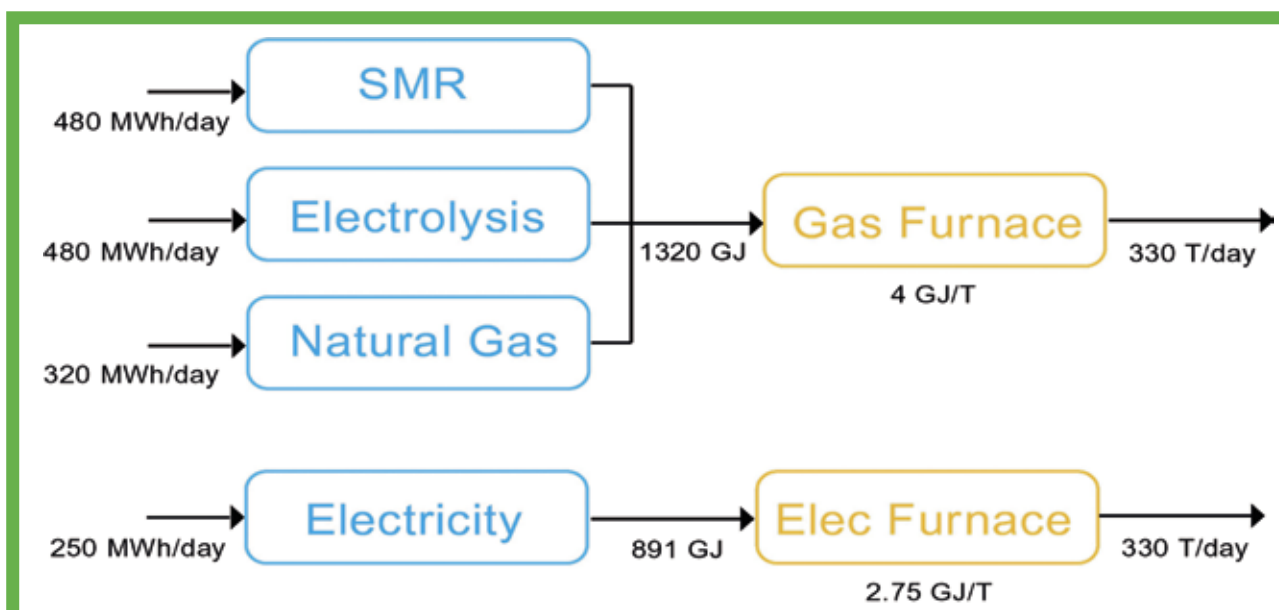 SMR
480 MWh/day
Electrolysis
480 MWh/day
1320 GJ
Gas Furnace
330 T/day
4 GJ/T
Natural Gas
320 MWh/day
Electricity
250 MWh/day
891 GJ
Elec Furnace
330 T/day
2.75 GJ/T